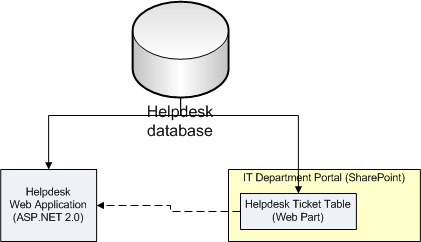 Helpdesk
database
Helpdesk
Web Application
(ASP.NET 2.0)
IT Department Portal (SharePoint)
Helpdesk Ticket Table
(Web Part)